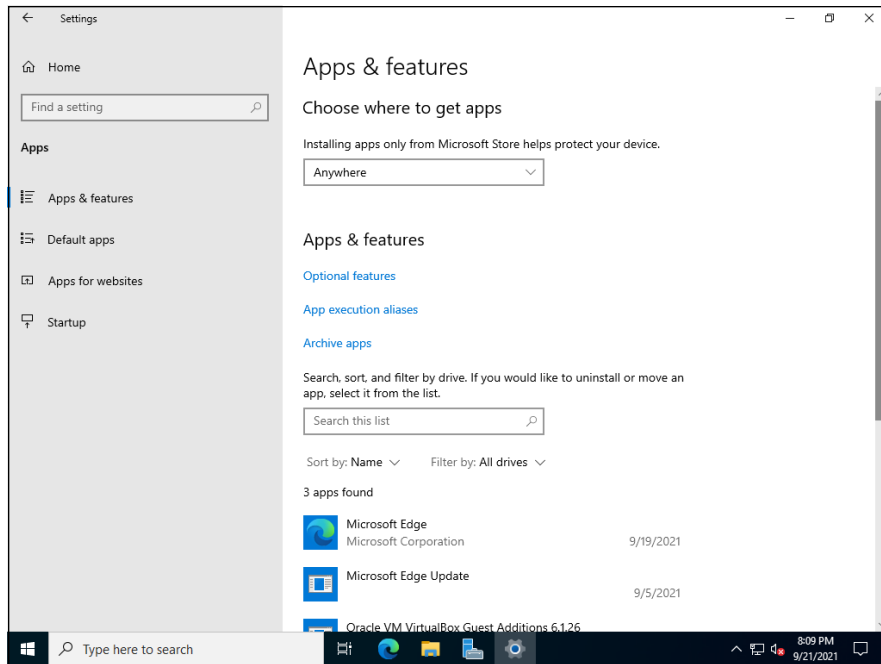 Settings
Home
Find a setting
Apps
Apps & features
Default apps
Apps for websites
Startup
Apps & features
Choose where to get apps
Installing apps only from Microsoft Store helps protect your device.
Anywhere
Apps & features
Optional features
App execution aliases
Archive apps
Search, sort, and filter by drive. If you would like to uninstall or move an
app, select it from the list.
Search this list
Sort by: Name Filter by: All drives
3 apps found
Microsoft Edge
Microsoft Corporation 9/19/2021
Microsoft Edge Update
9/5/2021
Oracle VM VirtualBox Guest Additions 6.1.26
Type here to search
8:09 PM
9/21/2021